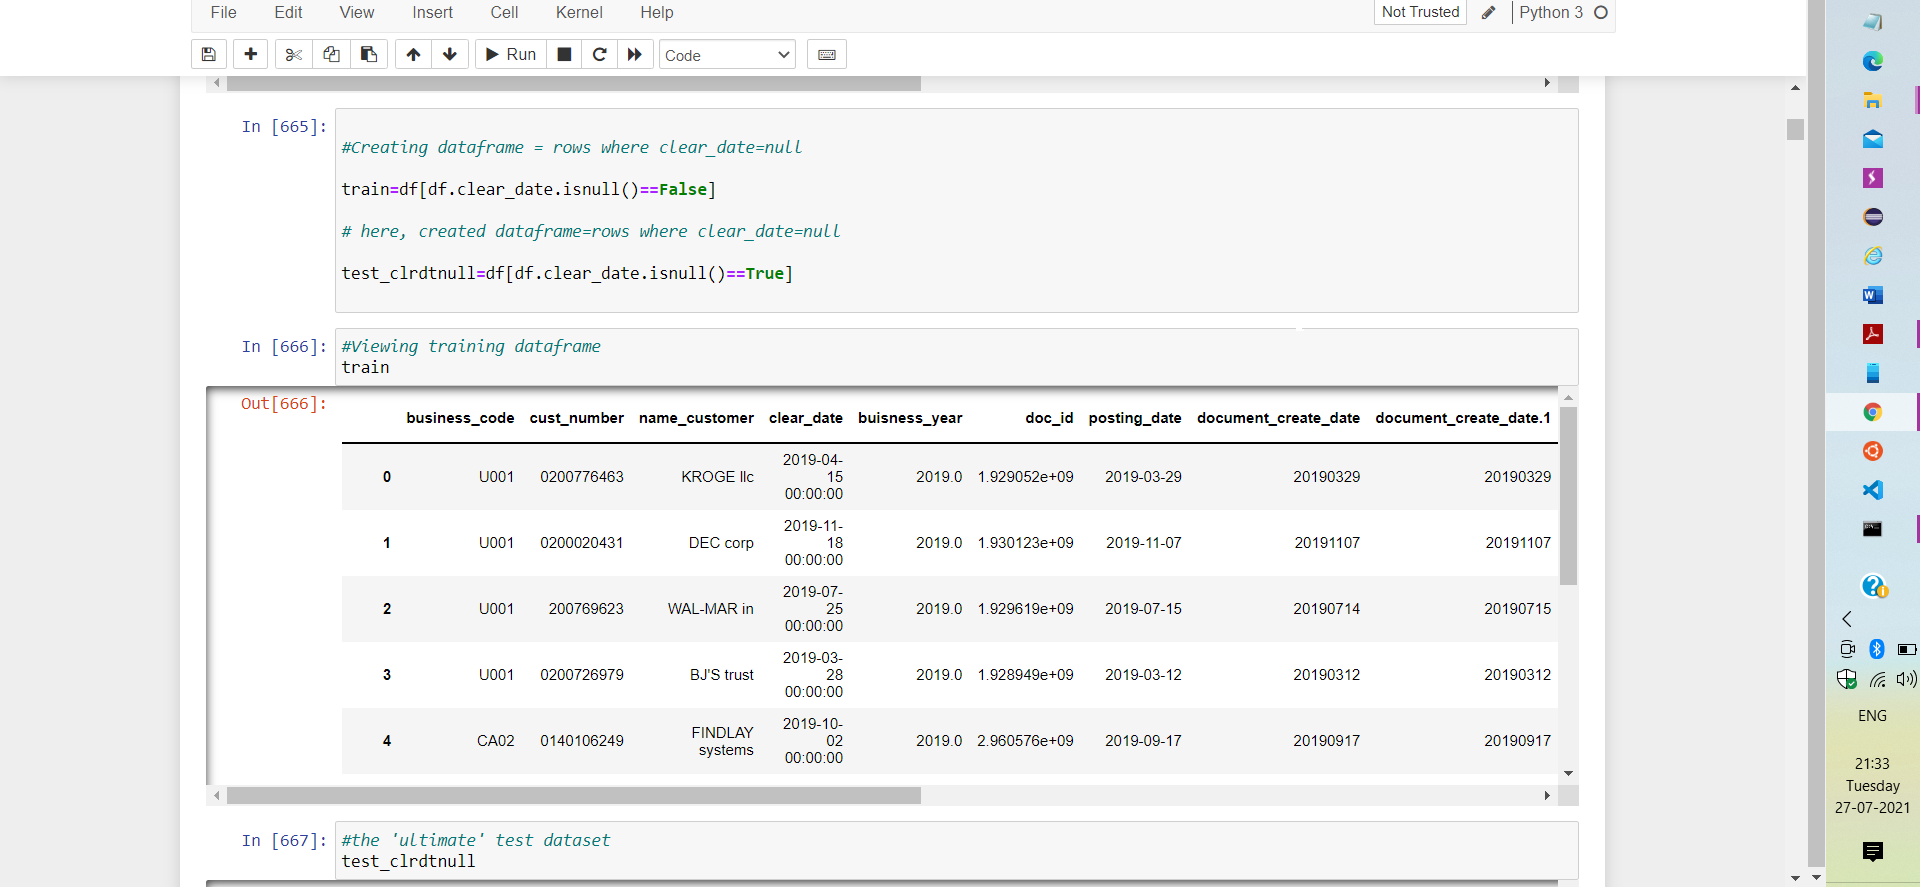 File Edit View Insert Cell Kernel Help Not Trusted Python 3
Run Code
In [665]:
#Creating dataframe = rows where clear_date=null
train=df[df.clear_date.isnull()==False]
# here, created dataframe=rows where clear_date=null
test_clrdtnull=df[df.clear_date.isnull()==True]
In [666]: #Viewing training dataframe
train
Out[666]:
business_code cust_number name_customer clear_date buisness_year doc_id posting_date document_create_date document_create_date.1
0 U001 0200776463 KROGE llc 2019-04-15 00:00:00 2019.0 1.929052e+09 2019-03-29 20190329 20190329
1 U001 0200020431 DEC corp 2019-11-18 00:00:00 2019.0 1.930123e+09 2019-11-07 20191107 20191107
2 U001 200769623 WAL-MAR in 2019-07-25 00:00:00 2019.0 1.929619e+09 2019-07-15 20190714 20190715
3 U001 0200726979 BJ'S trust 2019-03-28 00:00:00 2019.0 1.928949e+09 2019-03-12 20190312 20190312
4 CA02 0140106249 FINDLAY systems 2019-10-02 00:00:00 2019.0 2.960576e+09 2019-09-17 20190917 20190917
In [667]: #the 'ultimate' test dataset
test_clrdtnull
ENG
21:33
Tuesday
27-07-2021